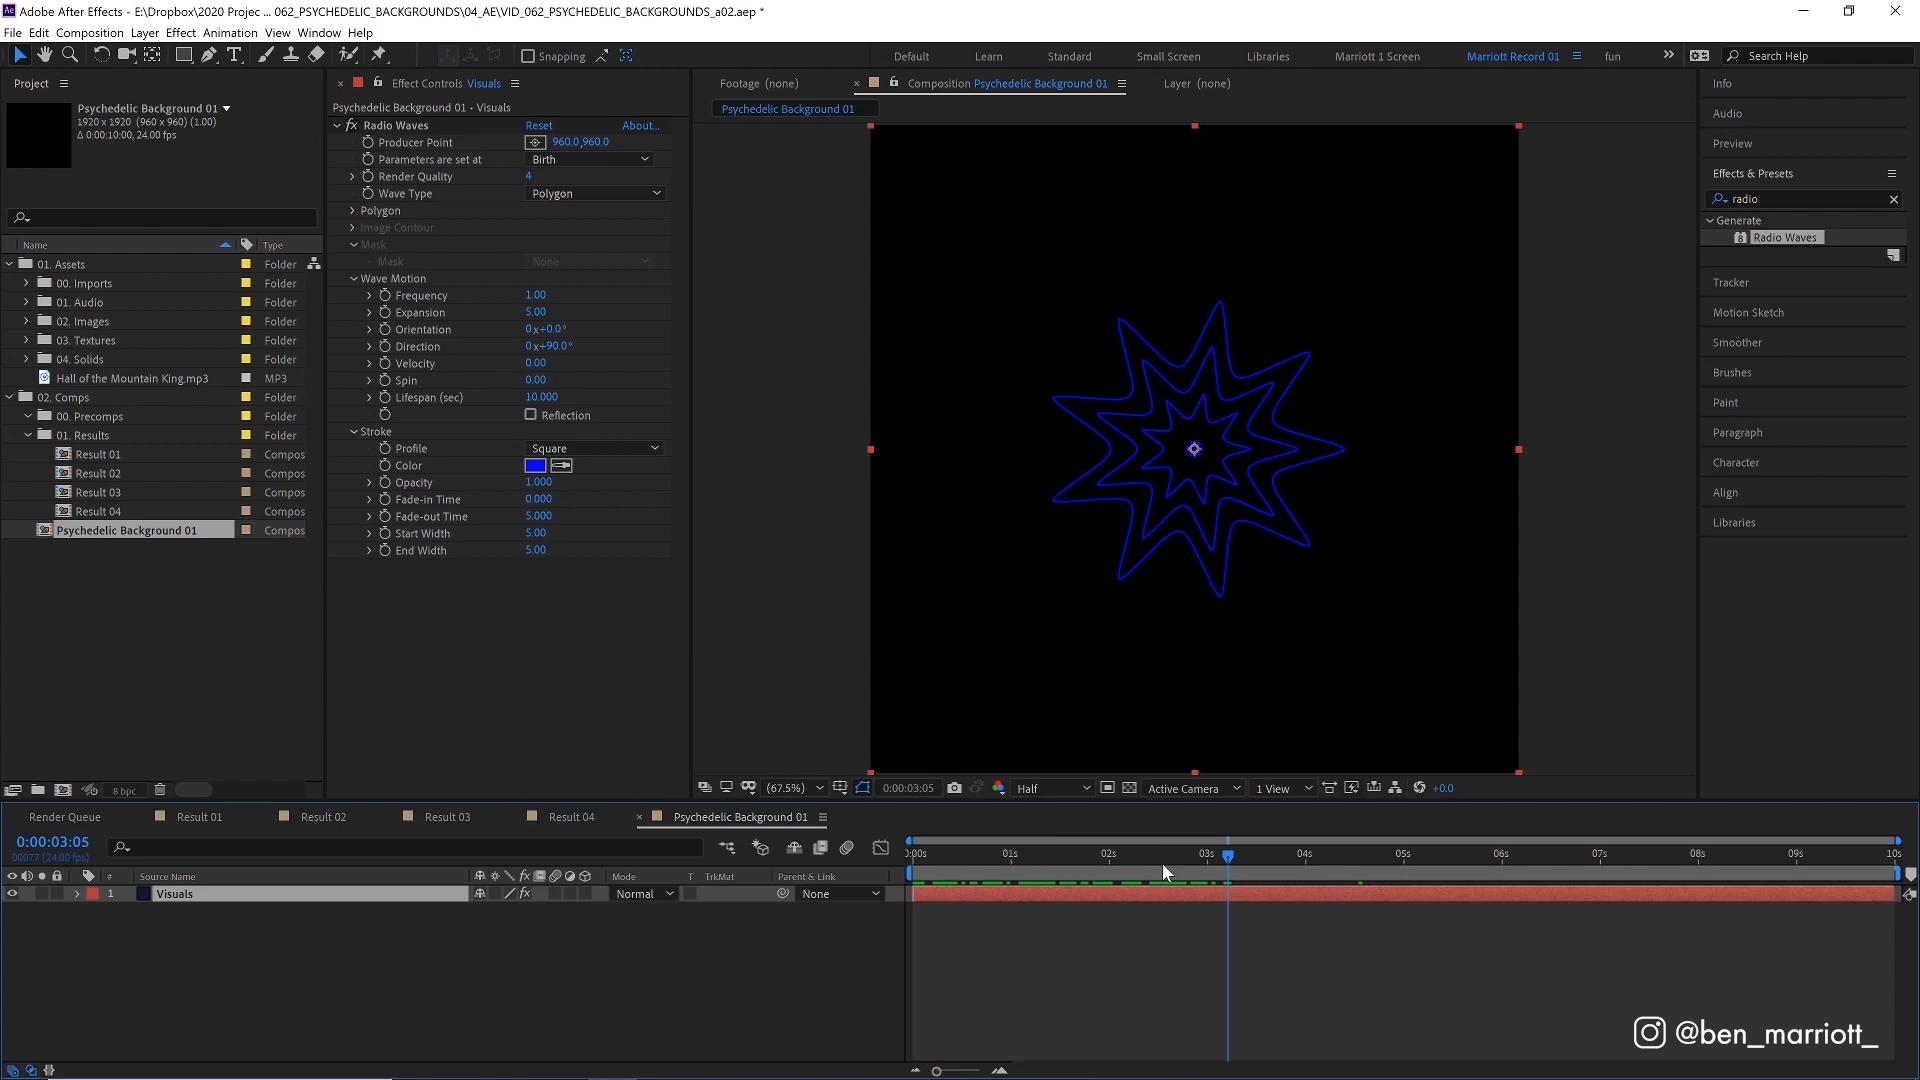 Adobe After Effects - E:\Dropbox\2020 Projec ... 062_PSYCHEDELIC_BACKGROUNDS\04_AE\VID_062_PSYCHEDELIC_BACKGROUNDS_a02.aep *
File Edit Composition Layer Effect Animation View Window Help
Snapping
Default Learn Standard Small Screen Libraries Marriott 1 Screen Marriott Record 01 fun Search Help
Project
Psychedelic Background 01
1920 x 1920 (960 x 960) (1.00)
Δ 0:00:10:00, 24.00 fps
Name Type
01. Assets Folder
00. Imports Folder
01. Audio Folder
02. Images Folder
03. Textures Folder
04. Solids Folder
Hall of the Mountain King.mp3 MP3
02. Comps Folder
00. Precomps Folder
01. Results Folder
Result 01 Compos
Result 02 Compos
Result 03 Compos
Result 04 Compos
Psychedelic Background 01 Compos
8 bpc
Effect Controls Visuals
Psychedelic Background 01 • Visuals
fx Radio Waves Reset About...
Producer Point 960.0,960.0
Parameters are set at Birth
Render Quality 4
Wave Type Polygon
Polygon
Image Contour
Mask
Mask None
Wave Motion
Frequency 1.00
Expansion 5.00
Orientation 0x+0.0°
Direction 0x+90.0°
Velocity 0.00
Spin 0.00
Lifespan (sec) 10.000
Reflection
Stroke
Profile Square
Color
Opacity 1.000
Fade-in Time 0.000
Fade-out Time 5.000
Start Width 5.00
End Width 5.00
Footage (none) Composition Psychedelic Background 01 Layer (none)
Psychedelic Background 01
(67.5%) 0:00:03:05 Half Active Camera 1 View +0.0
Info
Audio
Preview
Effects & Presets
radio
Generate
8 Radio Waves
Tracker
Motion Sketch
Smoother
Brushes
Paint
Paragraph
Character
Align
Libraries
Render Queue Result 01 Result 02 Result 03 Result 04 Psychedelic Background 01
0:00:03:05
00077 (24.00 fps)
# Source Name Mode T TrkMat Parent & Link
1 Visuals Normal None
0:00s 01s 02s 03s 04s 05s 06s 07s 08s 09s 10s
@ben_marriott_